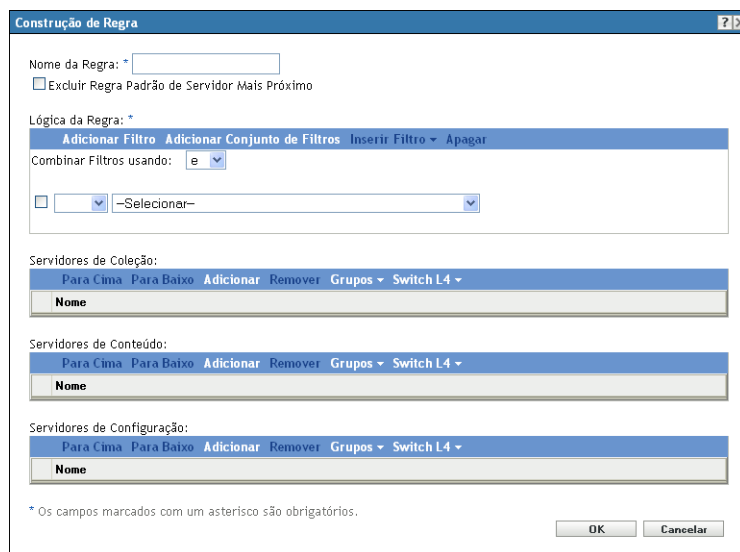 Construção de Regra ? X
Nome da Regra: *
Excluir Regra Padrão de Servidor Mais Próximo
Lógica da Regra: *
Adicionar Filtro Adicionar Conjunto de Filtros Inserir Filtro Apagar
Combinar Filtros usando: e
–Selecionar–
Servidores de Coleção:
Para Cima Para Baixo Adicionar Remover Grupos Switch L4
Nome
Servidores de Conteúdo:
Para Cima Para Baixo Adicionar Remover Grupos Switch L4
Nome
Servidores de Configuração:
Para Cima Para Baixo Adicionar Remover Grupos Switch L4
Nome
* Os campos marcados com um asterisco são obrigatórios.
OK Cancelar